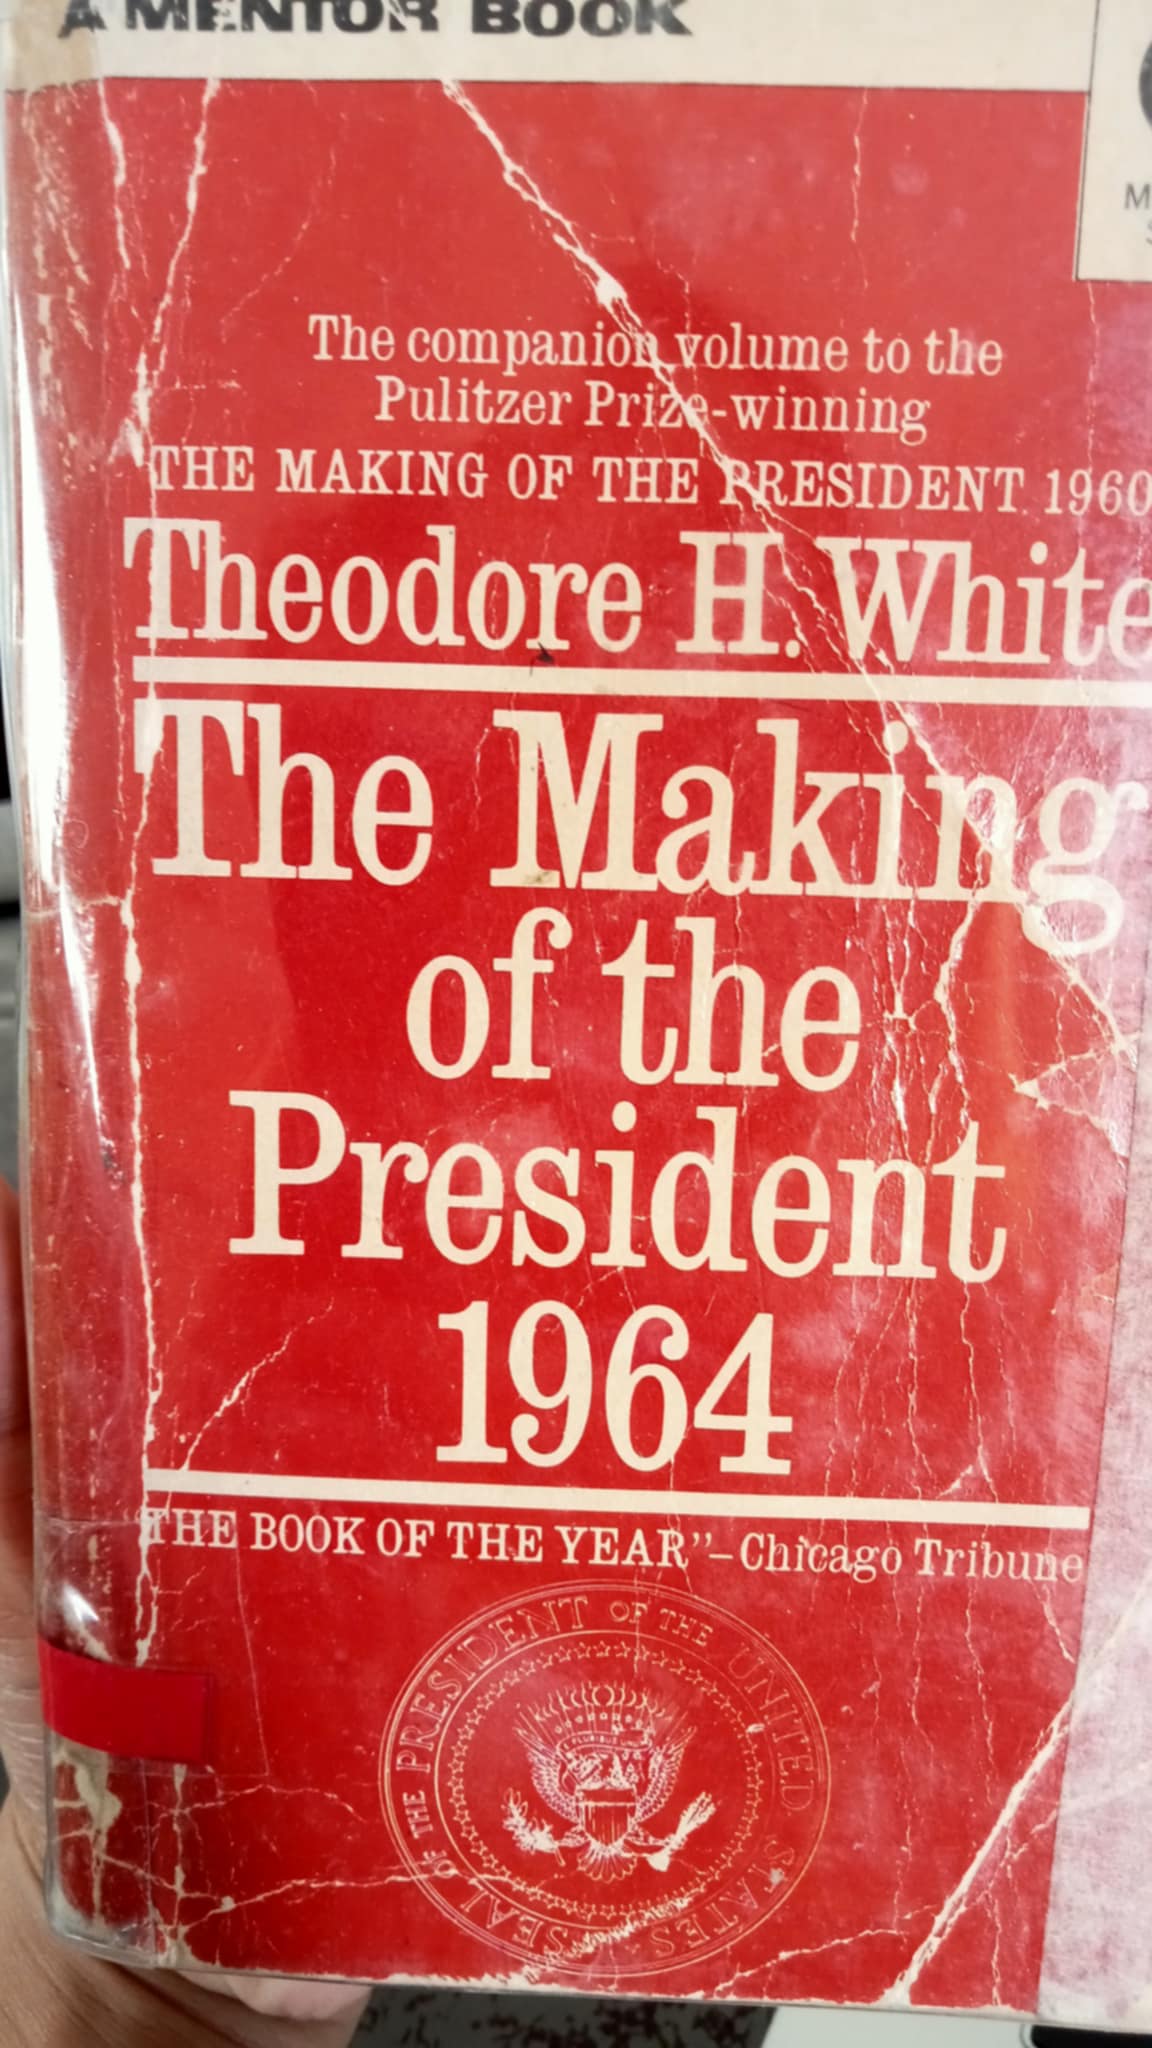 A MENTOR BOOK
M
S
The companion volume to the
Pulitzer Prize-winning
THE MAKING OF THE PRESIDENT 1960
Theodore H. White
The Making
of the
President
1964
THE BOOK OF THE YEAR"–Chicago Tribune
SEAL OF THE PRESIDENT OF THE UNITED STATES